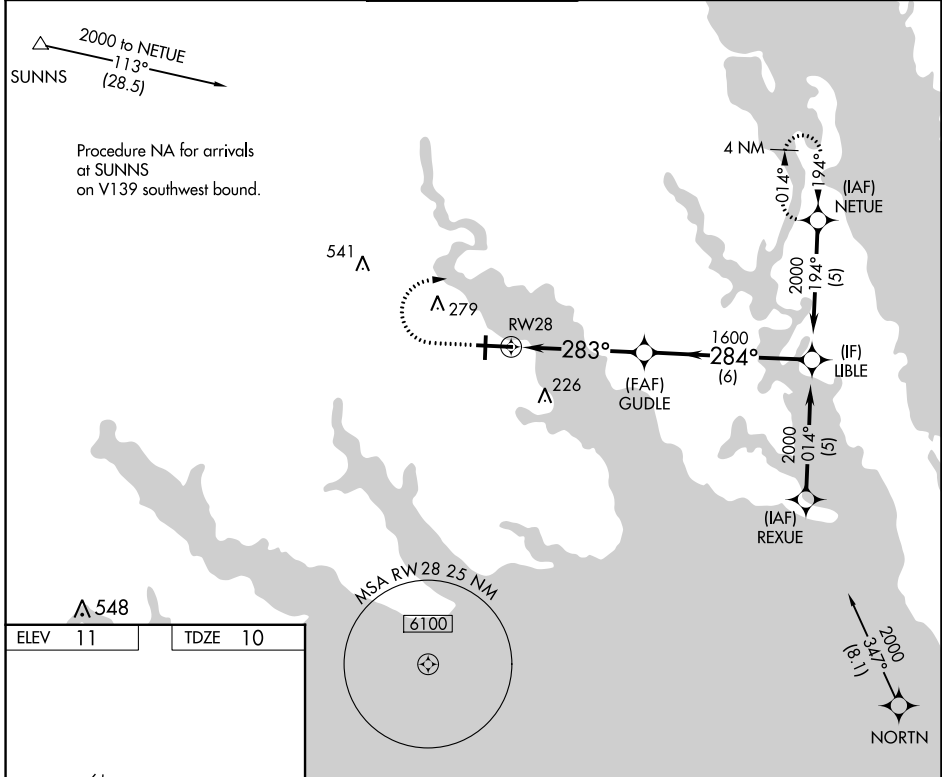 2000 to NETUE
113°
(28.5)
SUNNS
Procedure NA for arrivals
at SUNNS
on V139 southwest bound.
4 NM
014°
194°
(IAF)
NETUE
2000
194°
(5)
541
279
RW28
283°
1600
284°
(6)
(IF)
LIBLE
(FAF)
GUDLE
226
2000
014°
(5)
(IAF)
REXUE
MSA RW 28 25 NM
6100
548
ELEV 11
TDZE 10
2000
347°
(8.1)
NORTN